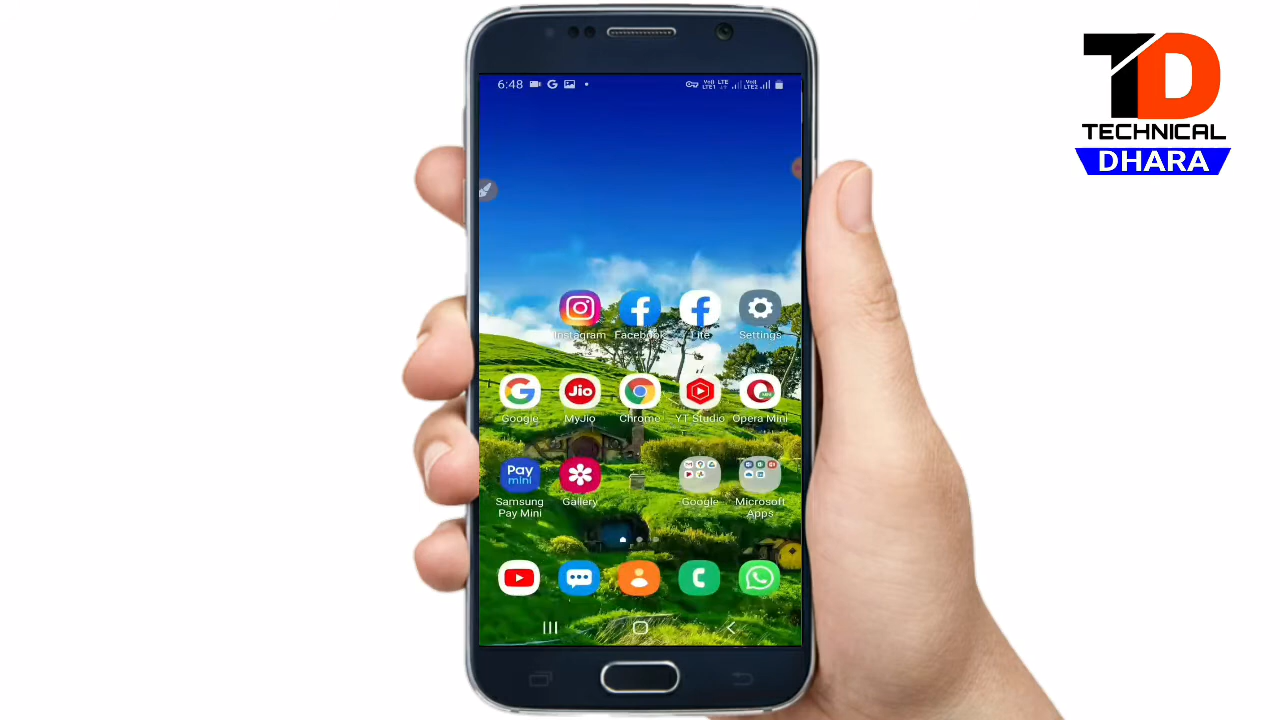 TD
TECHNICAL
DHARA
6:48
Instagram
Facebook
Lite
Settings
Google
Jio
MyJio
Chrome
YT Studio
Opera Mini
Pay
mini
Samsung
Pay Mini
Gallery
Google
Microsoft
Apps